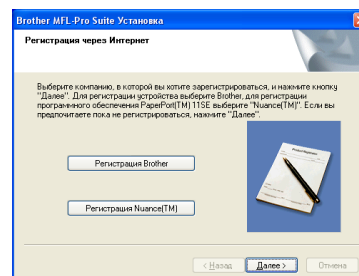 Brother MFL-Pro Suite Установка
Регистрация через Интернет
Выберите компанию, в которой вы хотите зарегистрироваться, и нажмите кнопку
"Далее". Для регистрации устройства выберите Brother, для регистрации
программного обеспечения PaperPort(TM) 11SE выберите "Nuance(TM)". Если вы
предпочитаете пока не регистрироваться, нажмите "Далее".
Регистрация Brother
Регистрация Nuance(TM)
< Назад
Далее >
Отмена